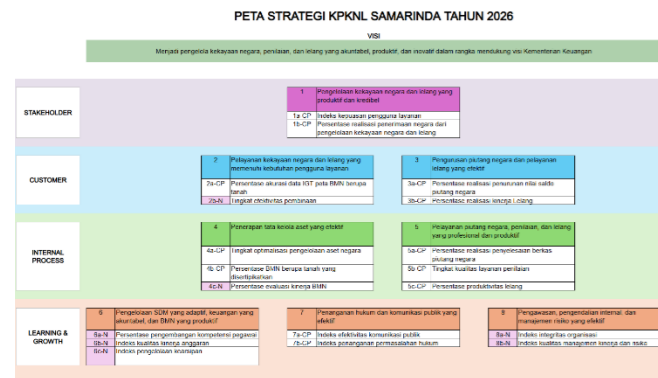 PETA STRATEGI KPKNL SAMARINDA TAHUN 2026
VISI
Menjadi pengelola kekayaan negara, penilaian, dan lelang yang akuntabel, produktif, dan inovatif dalam rangka mendukung visi Kementerian Keuangan
STAKEHOLDER
1 Pengelolaan kekayaan negara dan lelang yang
produktif dan kredibel
1a-CP Indeks kepuasan pengguna layanan
1b-CP Persentase realisasi penerimaan negara dari
pengelolaan kekayaan negara dan lelang
CUSTOMER
2 Pelayanan kekayaan negara dan lelang yang
memenuhi kebutuhan pengguna layanan
2a-CP Persentase akurasi data IGT peta BMN berupa
tanah
2b-N Tingkat efektivitas pembinaan
3 Pengurusan piutang negara dan pelayanan
lelang yang efektif
3a-CP Persentase realisasi penurunan nilai saldo
piutang negara
3b-CP Persentase realisasi kinerja Lelang
INTERNAL
PROCESS
4 Penerapan tata kelola aset yang efektif
4a-CP Tingkat optimalisasi pengelolaan aset negara
4b-CP Persentase BMN berupa tanah yang
disertipikatkan
4c-N Persentase evaluasi kinerja BMN
5 Pelayanan piutang negara, penilaian, dan lelang
yang profesional dan produktif
5a-CP Persentase realisasi penyelesaian berkas
piutang negara
5b-CP Tingkat kualitas layanan penilaian
5c-CP Persentase produktivitas lelang
LEARNING &
GROWTH
6 Pengelolaan SDM yang adaptif, keuangan yang
akuntabel, dan BMN yang produktif
6a-N Persentase pengembangan kompetensi pegawai
6b-N Indeks kualitas kinerja anggaran
6c-N Indeks pengelolaan kearsipan
7 Penanganan hukum dan komunikasi publik yang
efektif
7a-CP Indeks efektivitas komunikasi publik
7b-CP Indeks penanganan permasalahan hukum
8 Pengawasan, pengendalian internal, dan
manajemen risiko yang efektif
8a-N Indeks integritas organisasi
8b-N Indeks kualitas manajemen kinerja dan risiko